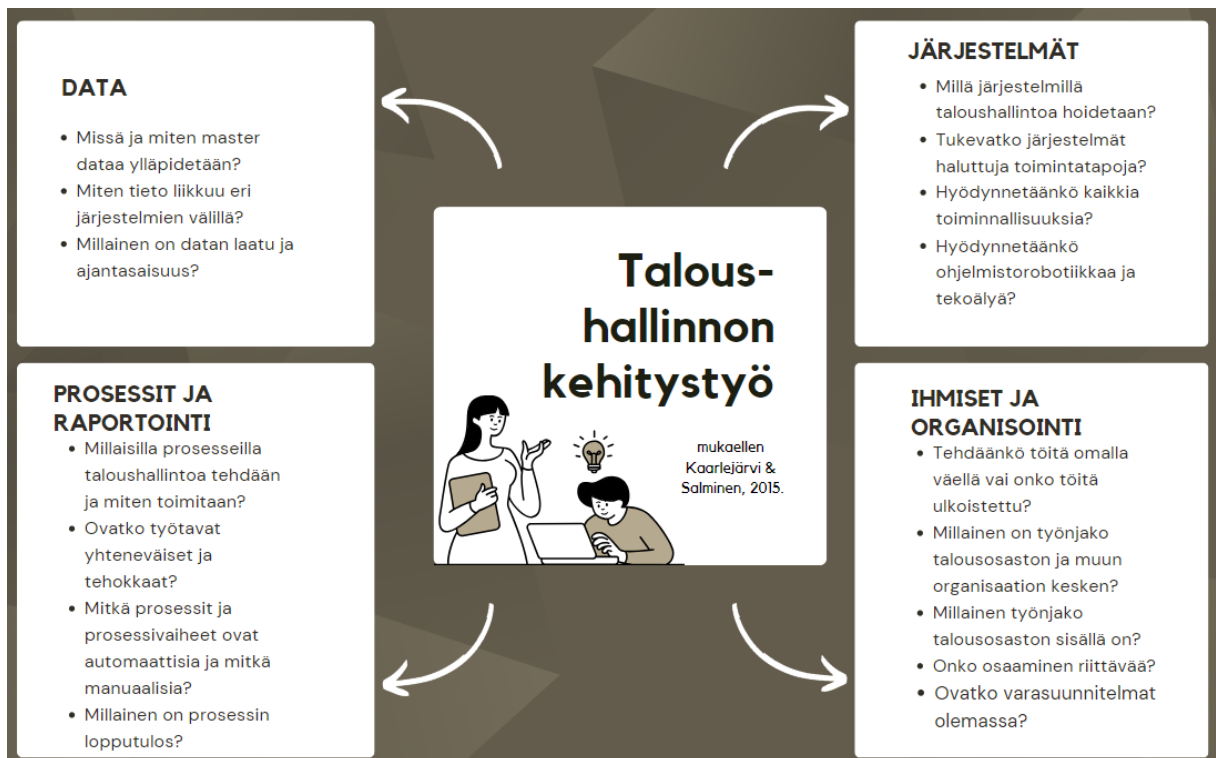 DATA
• Missä ja miten master
dataa ylläpidetään?
• Miten tieto liikkuu eri
järjestelmien välillä?
• Millainen on datan laatu ja
ajantasaisuus?
JÄRJESTELMÄT
• Millä järjestelmillä
taloushallintoa hoidetaan?
• Tukevatko järjestelmät
haluttuja toimintatapoja?
• Hyödynnetäänkö kaikkia
toiminnallisuuksia?
• Hyödynnetäänkö
ohjelmistorobotiikkaa ja
tekoälyä?
Talous-
hallinnon
kehitystyö
mukaellen
Kaarlejärvi &
Salminen, 2015.
PROSESSIT JA
RAPORTOINTI
• Millaisilla prosesseilla
taloushallintoa tehdään
ja miten toimitaan?
• Ovatko työtavat
yhteneväiset ja
tehokkaat?
• Mitkä prosessit ja
prosessivaiheet ovat
automaattisia ja mitkä
manuaalisia?
• Millainen on prosessin
lopputulos?
IHMISET JA
ORGANISOINTI
• Tehdäänkö töitä omalla
väellä vai onko töitä
ulkoistettu?
• Millainen on työnjako
talousosaston ja muun
organisaation kesken?
• Millainen työnjako
talousosaston sisällä on?
• Onko osaaminen riittävää?
• Ovatko varasuunnitelmat
olemassa?